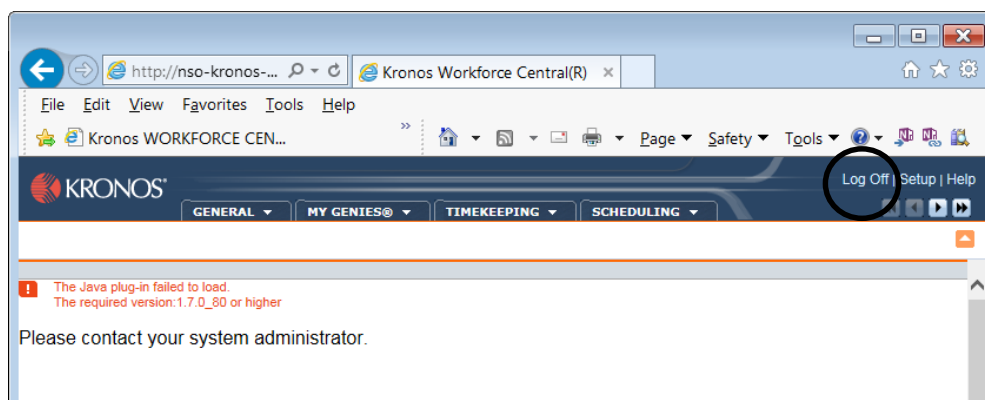 http://nso-kronos-...
Kronos Workforce Central(R)
File Edit View Favorites Tools Help
Kronos WORKFORCE CEN... » Page Safety Tools
KRONOS®
Log Off | Setup | Help
GENERAL MY GENIES® TIMEKEEPING SCHEDULING
The Java plug-in failed to load.
The required version:1.7.0_80 or higher
Please contact your system administrator.